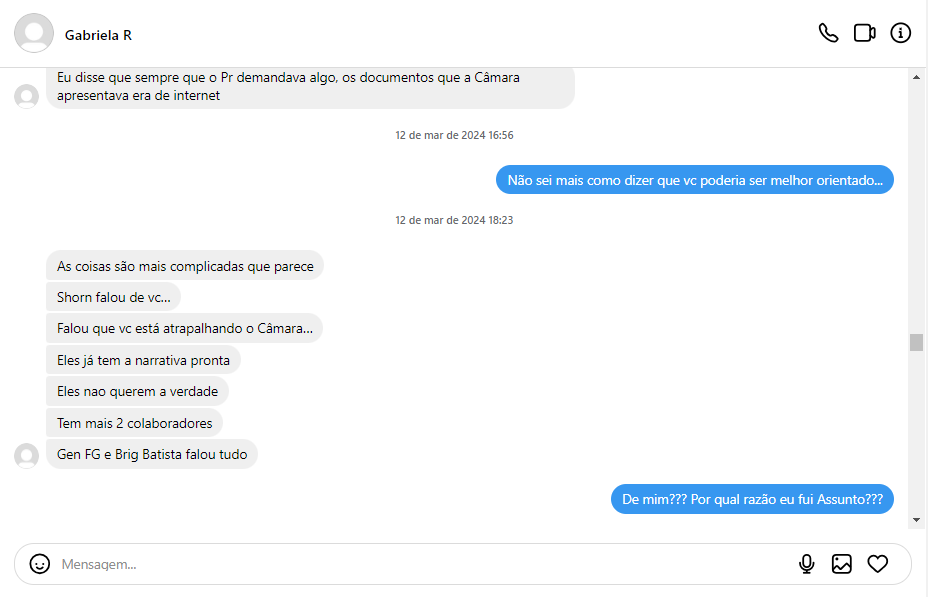 Gabriela R
Eu disse que sempre que o Pr demandava algo, os documentos que a Câmara
apresentava era de internet
12 de mar de 2024 16:56
Não sei mais como dizer que vc poderia ser melhor orientado...
12 de mar de 2024 18:23
As coisas são mais complicadas que parece
Shorn falou de vc...
Falou que vc está atrapalhando o Câmara...
Eles já tem a narrativa pronta
Eles nao querem a verdade
Tem mais 2 colaboradores
Gen FG e Brig Batista falou tudo
De mim??? Por qual razão eu fui Assunto???
Mensagem...